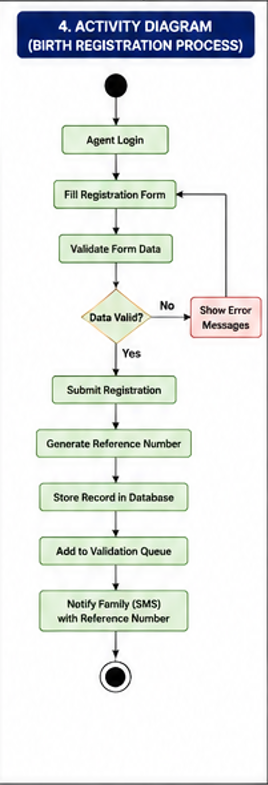 4. ACTIVITY DIAGRAM
(BIRTH REGISTRATION PROCESS)
Agent Login
Fill Registration Form
Validate Form Data
Data Valid?
No
Show Error
Messages
Yes
Submit Registration
Generate Reference Number
Store Record in Database
Add to Validation Queue
Notify Family (SMS)
with Reference Number